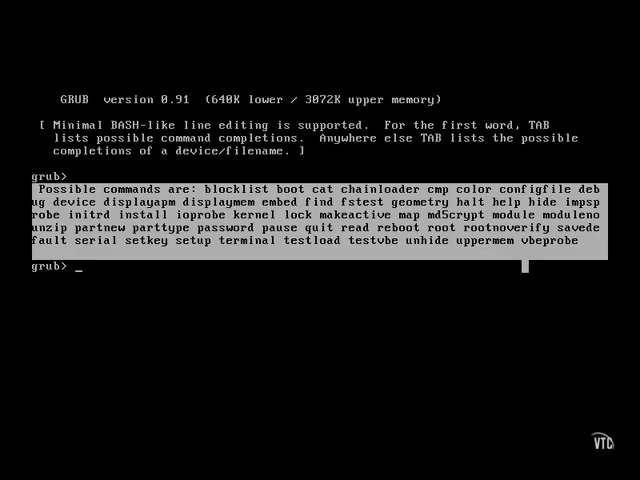 GRUB version 0.91 (640K lower / 3072K upper memory)
[ Minimal BASH-like line editing is supported. For the first word, TAB
lists possible command completions. Anywhere else TAB lists the possible
completions of a device/filename. ]
grub>
Possible commands are: blocklist boot cat chainloader cmp color configfile deb
ug device displayapm displaymem embed find fstest geometry halt help hide impsp
robe initrd install ioprobe kernel lock makeactive map md5crypt module moduleno
unzip partnew parttype password pause quit read reboot root rootnoverify savede
fault serial setkey setup terminal testload testvbe unhide uppermem vbeprobe
grub> _
VTC